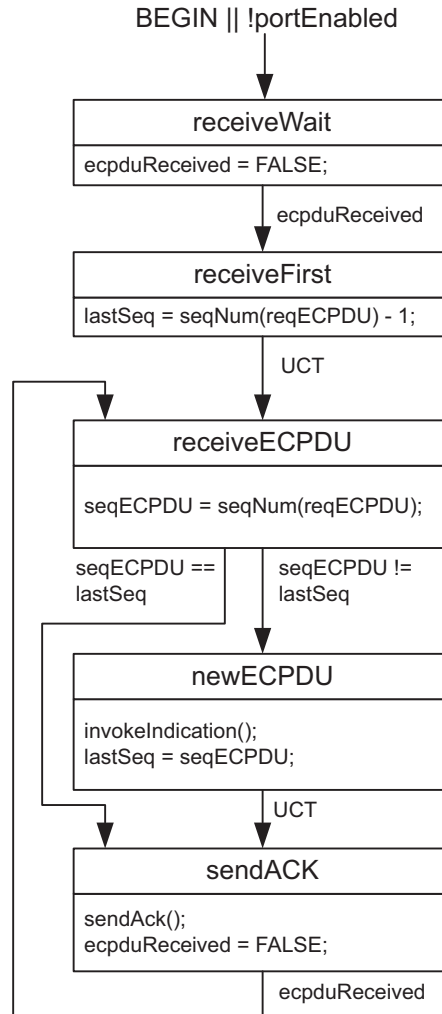 BEGIN || !portEnabled
receiveWait
ecpduReceived = FALSE;
ecpduReceived
receiveFirst
lastSeq = seqNum(reqECPDU) - 1;
UCT
receiveECPDU
seqECPDU = seqNum(reqECPDU);
seqECPDU ==
lastSeq
seqECPDU !=
lastSeq
newECPDU
invokeIndication();
lastSeq = seqECPDU;
UCT
sendACK
sendAck();
ecpduReceived = FALSE;
ecpduReceived